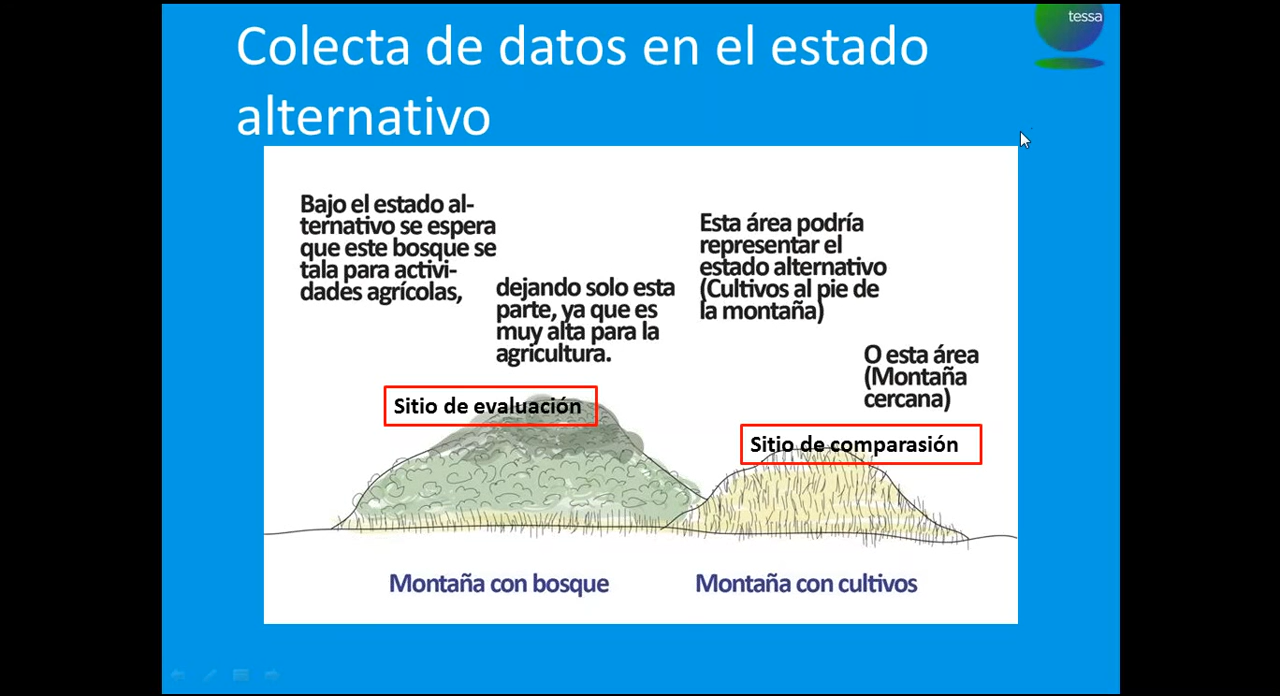 tessa
Colecta de datos en el estado
alternativo
Bajo el estado al-
ternativo se espera
que este bosque se
tala para activi-
dades agrícolas,
dejando solo esta
parte, ya que es
muy alta para la
agricultura.
Esta área podría
representar el
estado alternativo
(Cultivos al pie de
la montaña)
O esta área
(Montaña
cercana)
Sitio de evaluación
Sitio de comparasión
Montaña con bosque
Montaña con cultivos